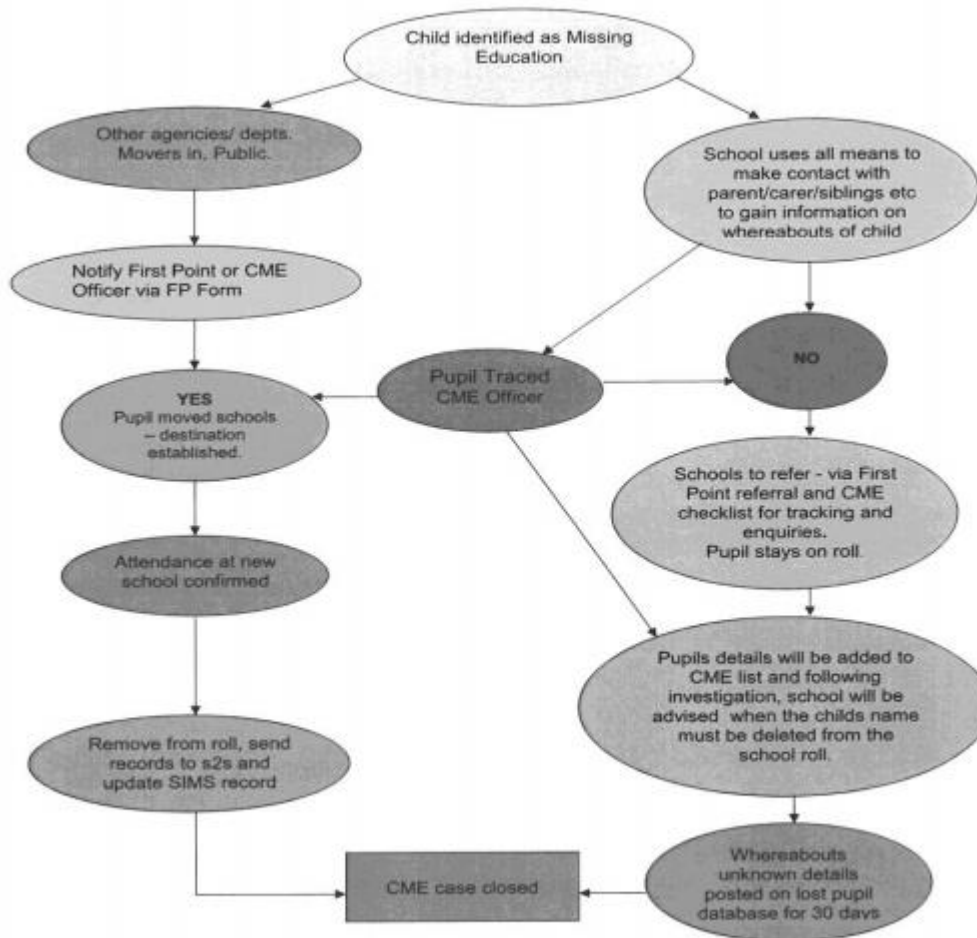 Child identified as Missing
Education
Other agencies/ depts.
Movers in, Public.
School uses all means to
make contact with
parent/carer/siblings etc
to gain information on
whereabouts of child
Notify First Point or CME
Officer via FP Form
NO
Pupil Traced
CME Officer
YES
Pupil moved schools
– destination
established.
Schools to refer - via First
Point referral and CME
checklist for tracking and
enquiries.
Pupil stays on roll.
Attendance at new
school confirmed
Pupils details will be added to
CME list and following
investigation, school will be
advised when the childs name
must be deleted from the
school roll.
Remove from roll, send
records to s2s and
update SIMS record
Whereabouts
unknown details
posted on lost pupil
database for 30 days
CME case closed